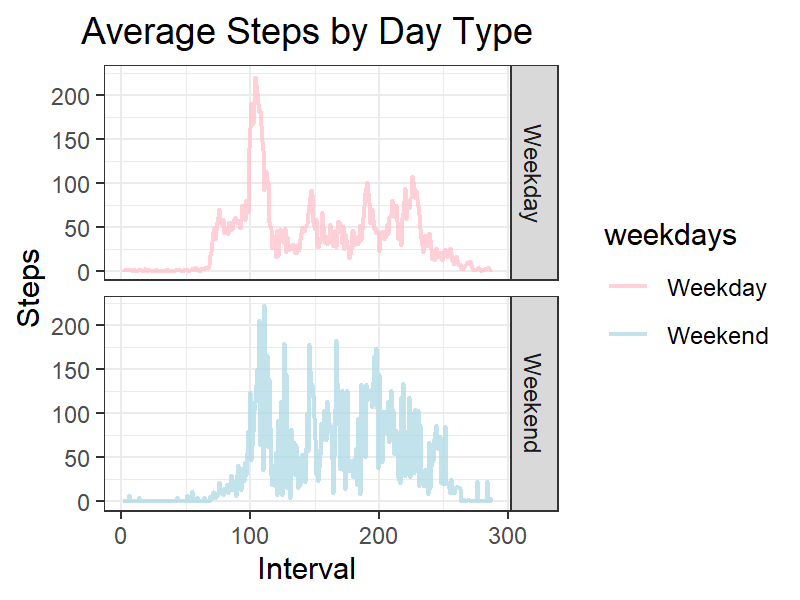 Average Steps by Day Type
Steps
200
150
100
50
0
Weekday
200
150
100
50
0
Weekend
0 100 200 300
Interval
weekdays
Weekday
Weekend